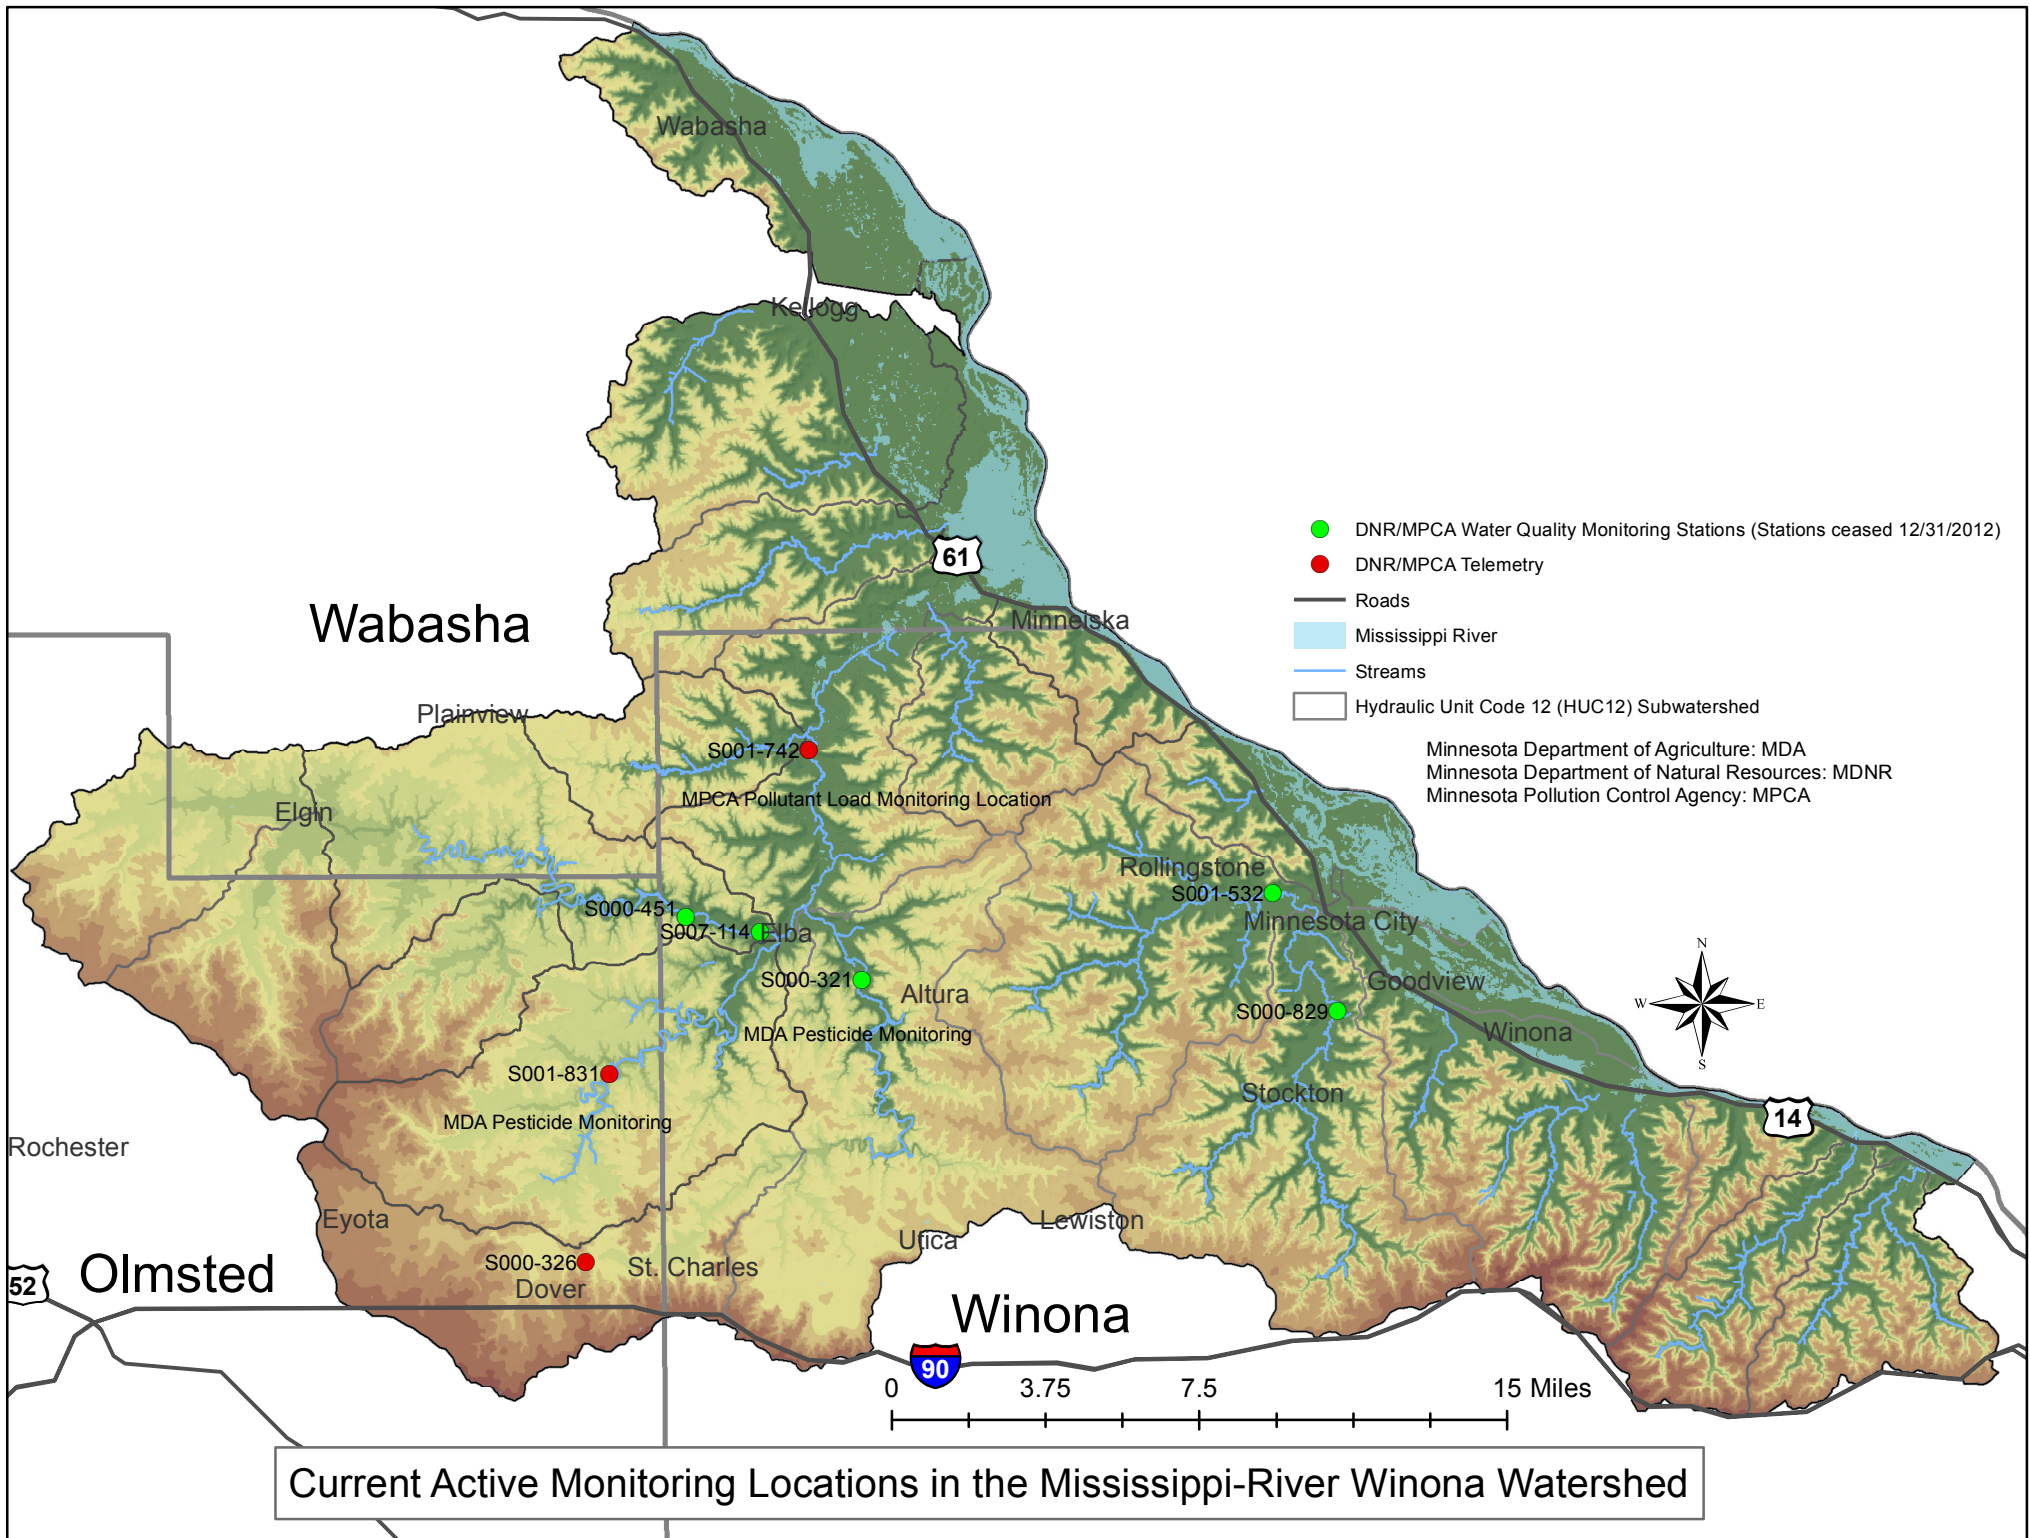 Wabasha
Kellogg
DNR/MPCA Water Quality Monitoring Stations (Stations ceased 12/31/2012)
61
DNR/MPCA Telemetry
Roads
Mississippi River
Streams
Hydraulic Unit Code 12 (HUC12) Subwatershed
Minnesota Department of Agriculture: MDA
Minnesota Department of Natural Resources: MDNR
Minnesota Pollution Control Agency: MPCA
Wabasha
Minneiska
Plainview
S001-742
MPCA Pollutant Load Monitoring Location
Elgin
Rollingstone
S001-532
S000-451
Minnesota City
S007-114
Elba
S000-321
Altura
Goodview
S000-829
Winona
MDA Pesticide Monitoring
N
W
E
S
S001-831
Stockton
MDA Pesticide Monitoring
14
Rochester
Eyota
Lewiston
Utica
S000-326
St. Charles
Dover
52
Olmsted
Winona
90
0 3.75 7.5 15 Miles
Current Active Monitoring Locations in the Mississippi-River Winona Watershed